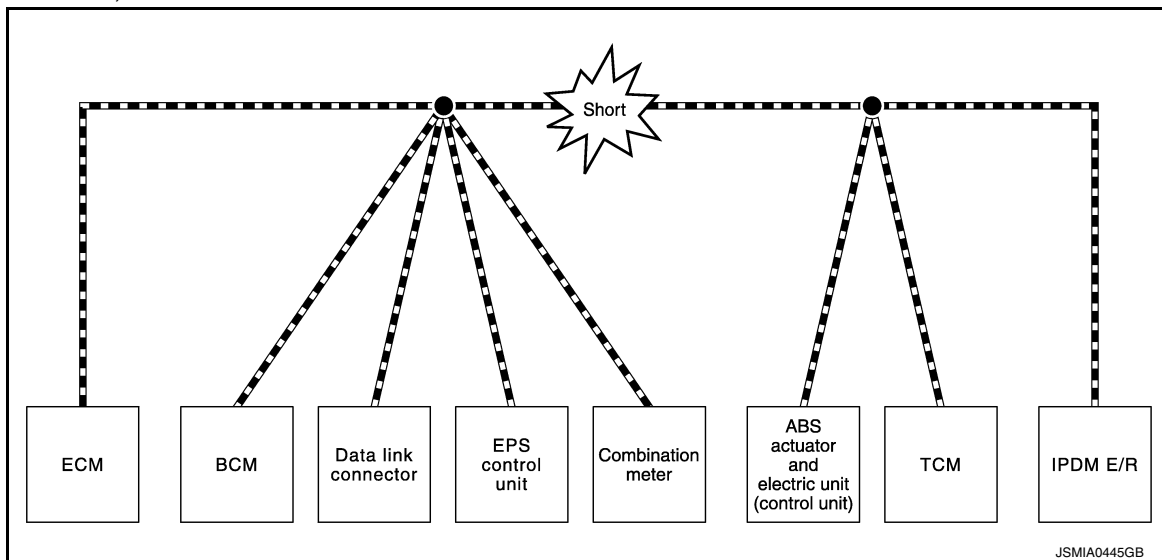 Short
ECM
BCM
Data link
connector
EPS
control
unit
Combination
meter
ABS
actuator
and
electric unit
(control unit)
TCM
IPDM E/R
JSMIA0445GB